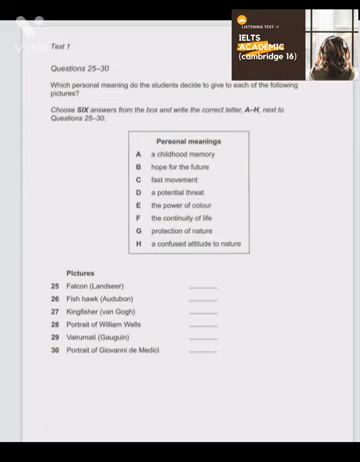 VITA
LISTENING TEST -1
IELTS
ACADEMIC
(cambridge 16)
Test 1
Questions 25–30
Which personal meaning do the students decide to give to each of the following
pictures?
Choose SIX answers from the box and write the correct letter, A–H, next to
Questions 25–30.
Personal meanings
A a childhood memory
B hope for the future
C fast movement
D a potential threat
E the power of colour
F the continuity of life
G protection of nature
H a confused attitude to nature
Pictures
25 Falcon (Landseer)
26 Fish hawk (Audubon)
27 Kingfisher (van Gogh)
28 Portrait of William Wells
29 Vairumati (Gauguin)
30 Portrait of Giovanni de Medici